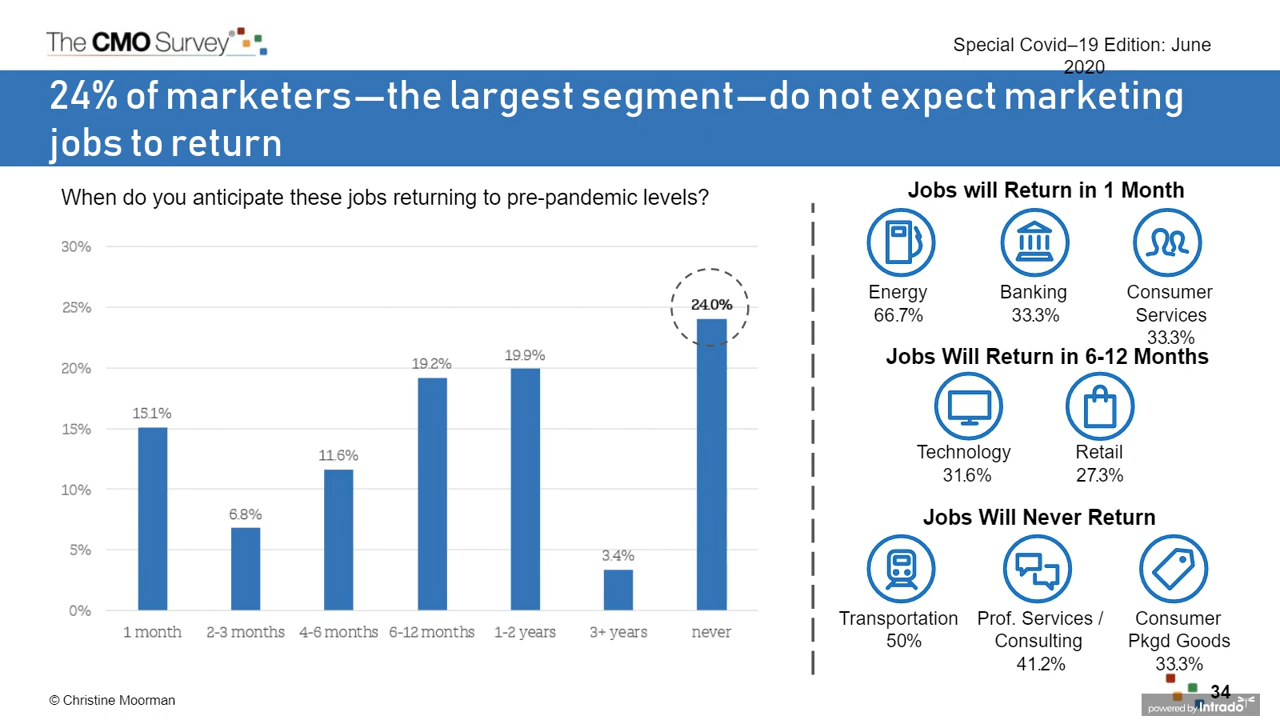 The CMO Survey®
Special Covid–19 Edition: June
2020
24% of marketers—the largest segment—do not expect marketing
jobs to return
When do you anticipate these jobs returning to pre-pandemic levels?
30%
25%
20%
15%
10%
5%
0%
15.1%
6.8%
11.6%
19.2%
19.9%
3.4%
24.0%
1 month
2-3 months
4-6 months
6-12 months
1-2 years
3+ years
never
Jobs will Return in 1 Month
Energy
66.7%
Banking
33.3%
Consumer
Services
33.3%
Jobs Will Return in 6-12 Months
Technology
31.6%
Retail
27.3%
Jobs Will Never Return
Transportation
50%
Prof. Services /
Consulting
41.2%
Consumer
Pkgd Goods
33.3%
© Christine Moorman
34
powered by Intrado